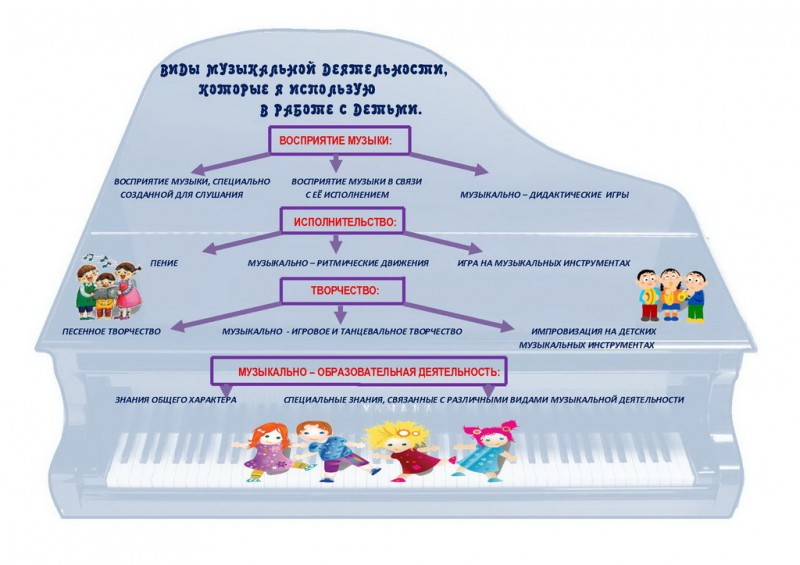 ВИДЫ МУЗЫКАЛЬНОЙ ДЕЯТЕЛЬНОСТИ,
КОТОРЫЕ Я ИСПОЛЬЗУЮ
В РАБОТЕ С ДЕТЬМИ.
ВОСПРИЯТИЕ МУЗЫКИ:
ВОСПРИЯТИЕ МУЗЫКИ, СПЕЦИАЛЬНО
СОЗДАННОЙ ДЛЯ СЛУШАНИЯ
ВОСПРИЯТИЕ МУЗЫКИ В СВЯЗИ
С ЕЁ ИСПОЛНЕНИЕМ
МУЗЫКАЛЬНО – ДИДАКТИЧЕСКИЕ ИГРЫ
ИСПОЛНИТЕЛЬСТВО:
ПЕНИЕ
МУЗЫКАЛЬНО – РИТМИЧЕСКИЕ ДВИЖЕНИЯ
ИГРА НА МУЗЫКАЛЬНЫХ ИНСТРУМЕНТАХ
ТВОРЧЕСТВО:
ПЕСЕННОЕ ТВОРЧЕСТВО
МУЗЫКАЛЬНО - ИГРОВОЕ И ТАНЦЕВАЛЬНОЕ ТВОРЧЕСТВО
ИМПРОВИЗАЦИЯ НА ДЕТСКИХ
МУЗЫКАЛЬНЫХ ИНСТРУМЕНТАХ
МУЗЫКАЛЬНО – ОБРАЗОВАТЕЛЬНАЯ ДЕЯТЕЛЬНОСТЬ:
ЗНАНИЯ ОБЩЕГО ХАРАКТЕРА
СПЕЦИАЛЬНЫЕ ЗНАНИЯ, СВЯЗАННЫЕ С РАЗЛИЧНЫМИ ВИДАМИ МУЗЫКАЛЬНОЙ ДЕЯТЕЛЬНОСТИ
YAMAHA